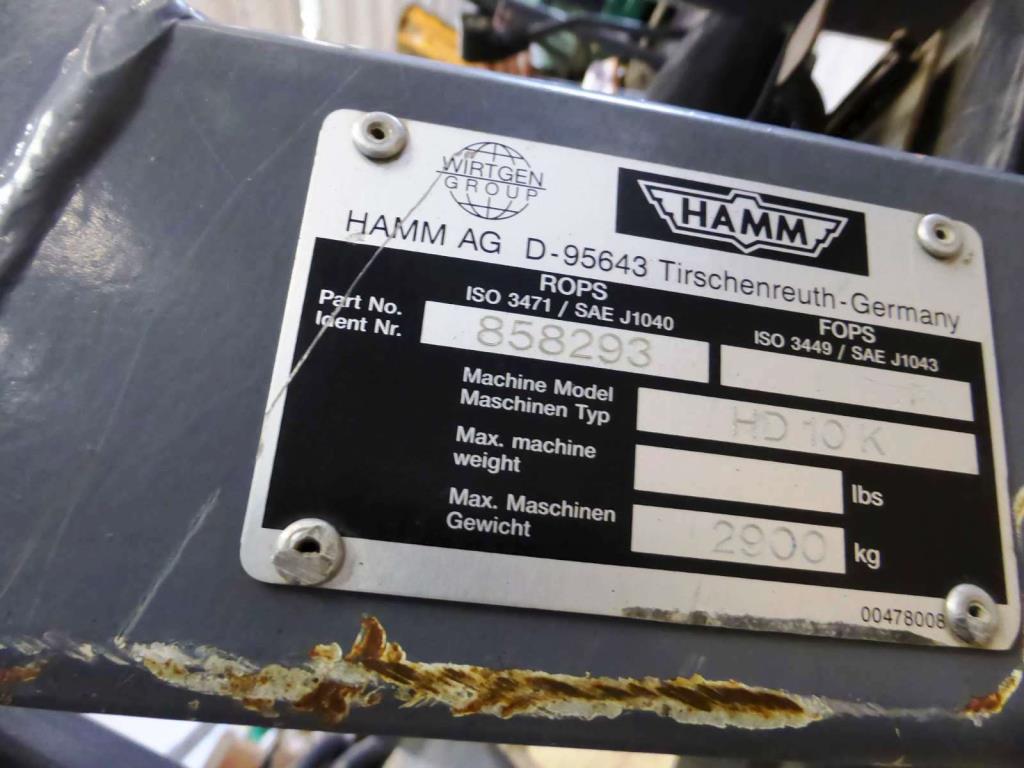 WIRTGEN
GROUP
HAMM
HAMM AG D-95643 Tirschenreuth-Germany
ROPS
ISO 3471 / SAE J1040
FOPS
ISO 3449 / SAE J1043
Part No.
Ident Nr.
858293
Machine Model
Maschinen Typ
HD 10 K
Max. machine
weight
lbs
Max. Maschinen
Gewicht
2900 kg
00478008